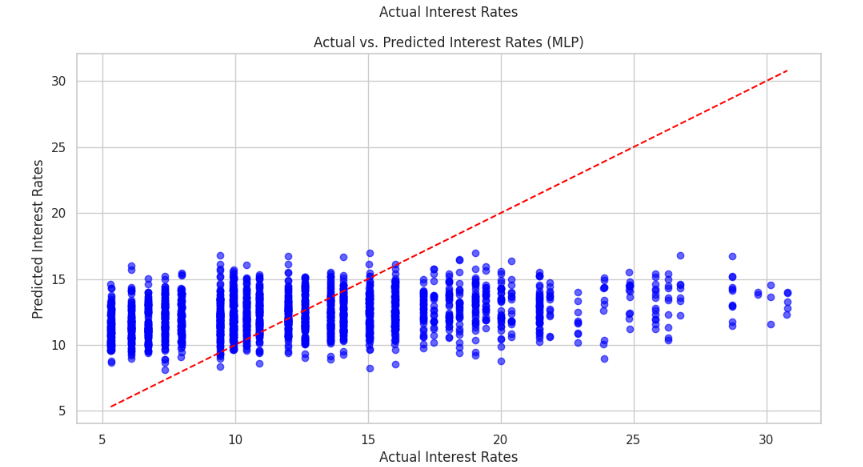 Actual Interest Rates
Actual vs. Predicted Interest Rates (MLP)
30
25
20
15
10
5
Predicted Interest Rates
5 10 15 20 25 30
Actual Interest Rates